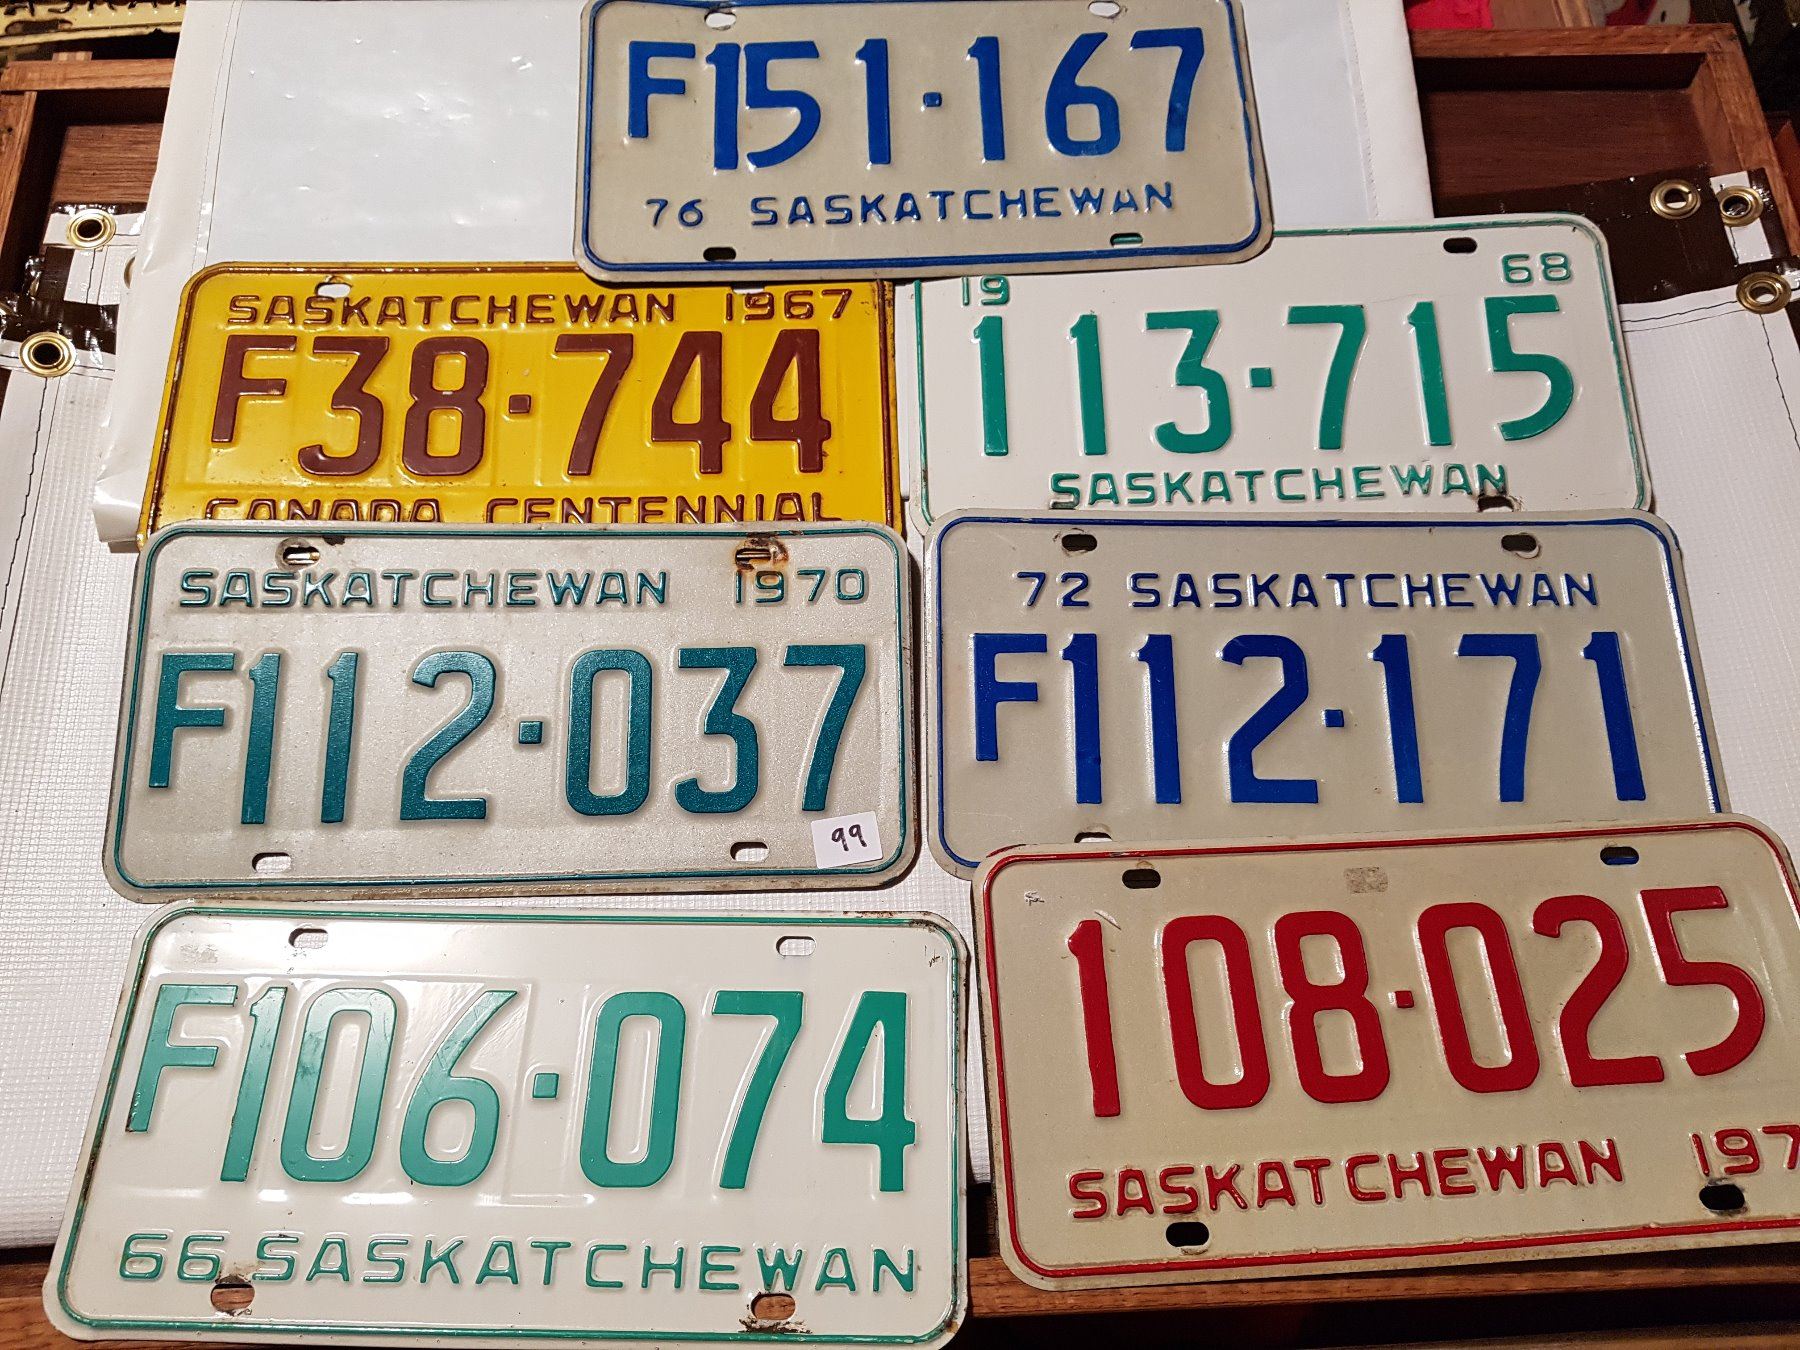 F151·167
76 SASKATCHEWAN
SASKATCHEWAN 1967
F38·744
CANADA CENTENNIAL
19 68
113·715
SASKATCHEWAN
SASKATCHEWAN 1970
F112·037
99
72 SASKATCHEWAN
F112·171
F106·074
66 SASKATCHEWAN
108·025
SASKATCHEWAN 197